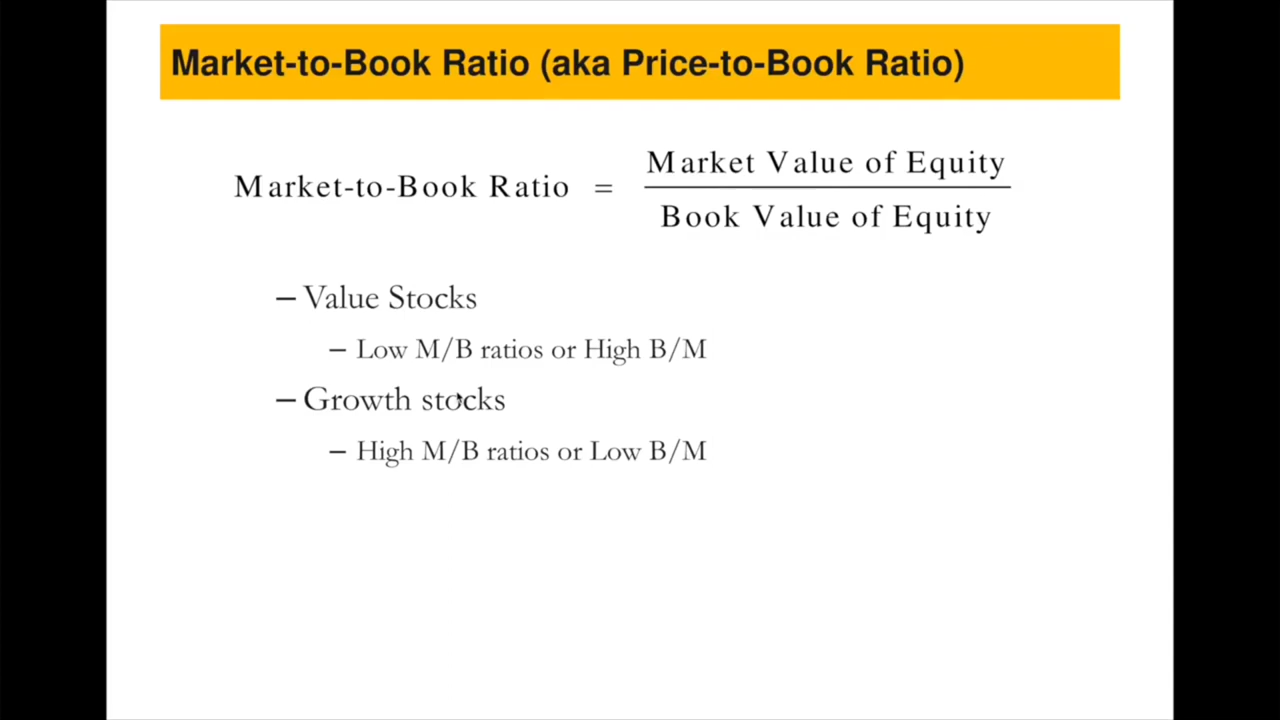 Market-to-Book Ratio (aka Price-to-Book Ratio)
Market-to-Book Ratio = Market Value of Equity
Book Value of Equity
– Value Stocks
– Low M/B ratios or High B/M
– Growth stocks
– High M/B ratios or Low B/M